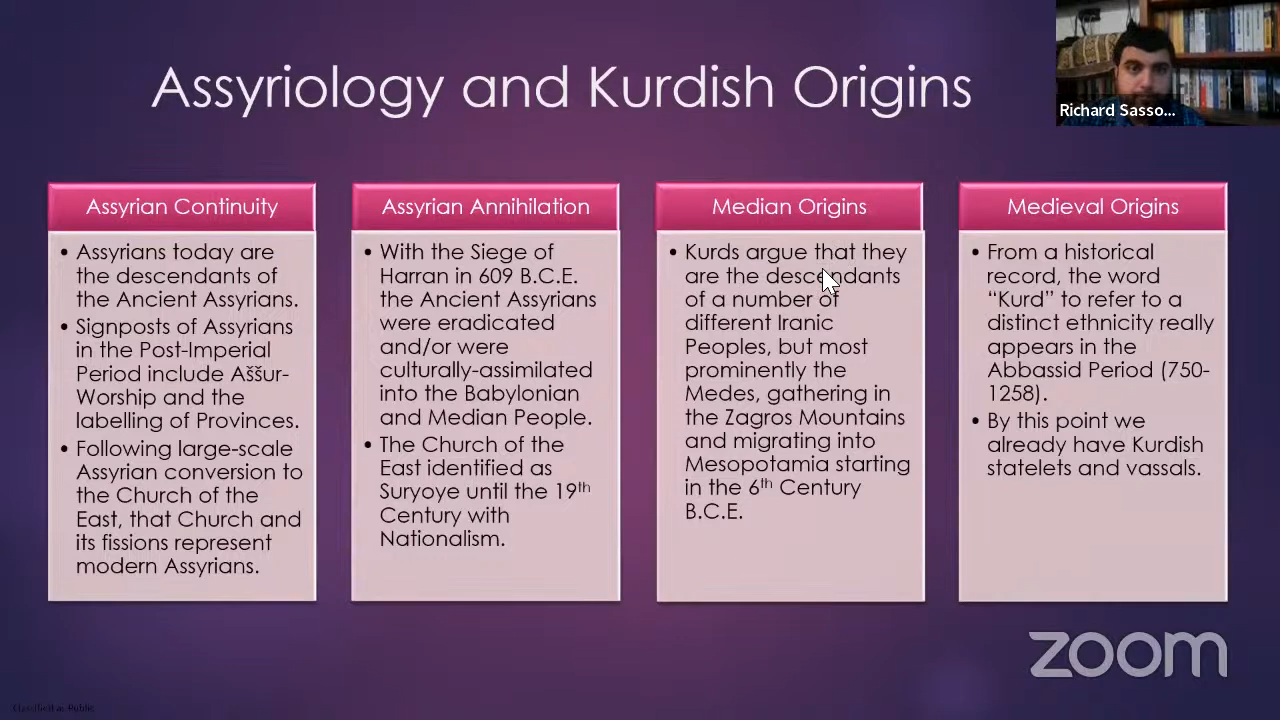 Assyriology and Kurdish Origins
Richard Sasso...
Assyrian Continuity
• Assyrians today are
the descendants of
the Ancient Assyrians.
• Signposts of Assyrians
in the Post-Imperial
Period include Aššur-
Worship and the
labelling of Provinces.
• Following large-scale
Assyrian conversion to
the Church of the
East, that Church and
its fissions represent
modern Assyrians.
Assyrian Annihilation
• With the Siege of
Harran in 609 B.C.E.
the Ancient Assyrians
were eradicated
and/or were
culturally-assimilated
into the Babylonian
and Median People.
• The Church of the
East identified as
Suryoye until the 19th
Century with
Nationalism.
Median Origins
• Kurds argue that they
are the descendants
of a number of
different Iranic
Peoples, but most
prominently the
Medes, gathering in
the Zagros Mountains
and migrating into
Mesopotamia starting
in the 6th Century
B.C.E.
Medieval Origins
• From a historical
record, the word
“Kurd” to refer to a
distinct ethnicity really
appears in the
Abbassid Period (750-
1258).
• By this point we
already have Kurdish
statelets and vassals.
zoom
Classified as Public